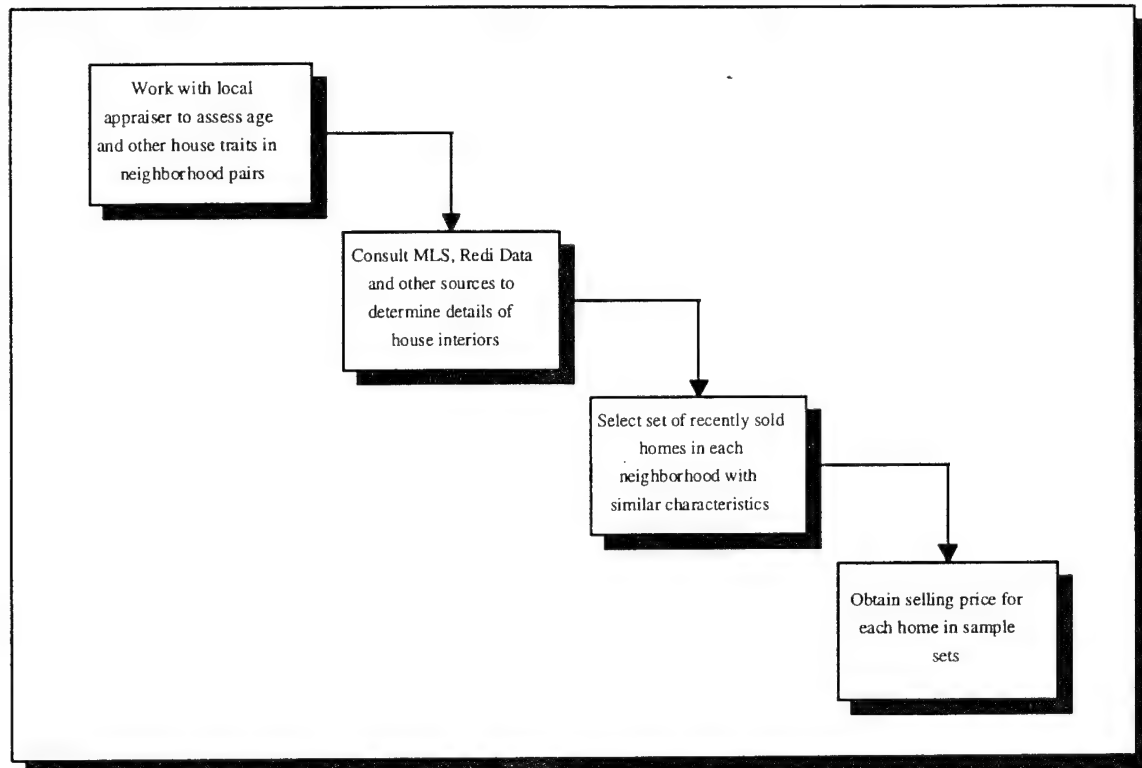 Work with local
appraiser to assess age
and other house traits in
neighborhood pairs
Consult MLS, Redi Data
and other sources to
determine details of
house interiors
Select set of recently sold
homes in each
neighborhood with
similar characteristics
Obtain selling price for
each home in sample
sets